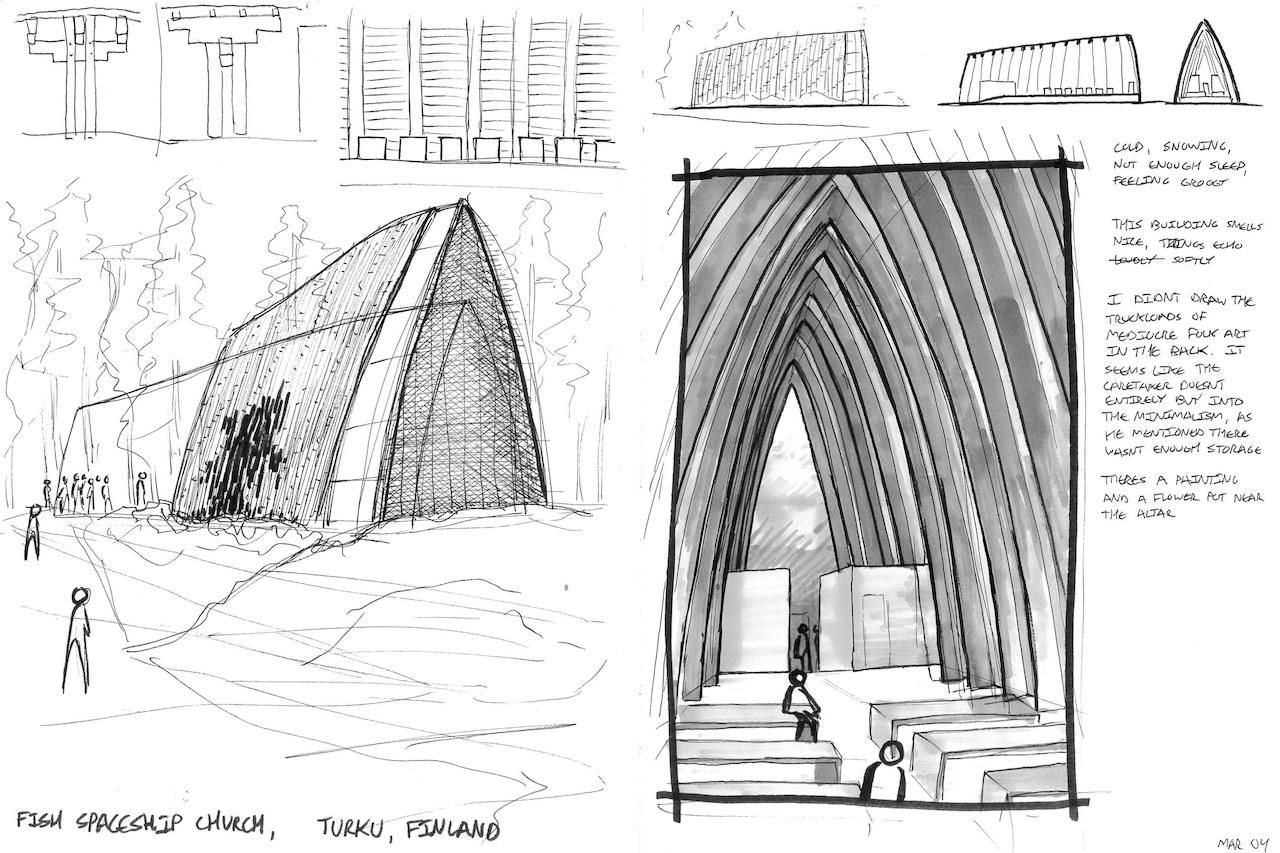 FISH SPACESHIP CHURCH, TURKU, FINLAND
COLD, SNOWING,
NOT ENOUGH SLEEP,
FEELING GROGGY
THIS BUILDING SMELLS
NICE, THINGS ECHO
LOUDLY SOFTLY
I DIDNT DRAW THE
TRUCKLOADS OF
MEDIOCRE FOLK ART
IN THE BACK. IT
SEEMS LIKE THE
CARETAKER DOESNT
ENTIRELY BUY INTO
THE MINIMALISM, AS
HE MENTIONED THERE
WASNT ENOUGH STORAGE
THERES A PAINTING
AND A FLOWER POT NEAR
THE ALTAR
MAR 04